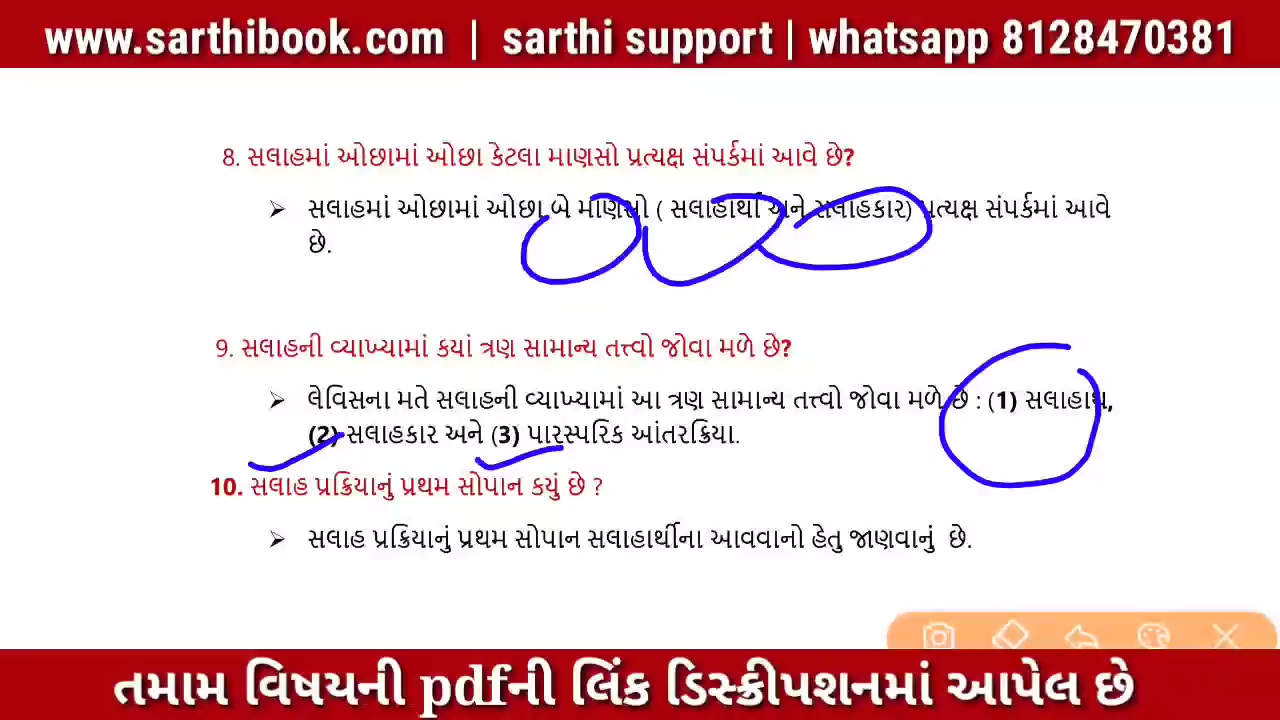 www.sarthibook.com | sarthi support | whatsapp 8128470381
8. સલાહમાં ઓછામાં ઓછા કેટલા માણસો પ્રત્યક્ષ સંપર્કમાં આવે છે?
➢ સલાહમાં ઓછામાં ઓછા બે માણસો ( સલાહાર્થી અને સલાહકાર) પ્રત્યક્ષ સંપર્કમાં આવે
છે.
9. સલાહની વ્યાખ્યામાં કયાં ત્રણ સામાન્ય તત્ત્વો જોવા મળે છે?
➢ લેવિસના મતે સલાહની વ્યાખ્યામાં આ ત્રણ સામાન્ય તત્ત્વો જોવા મળે છે : (1)
(2) સલાહકાર અને (3) પારસ્પરિક આંતરક્રિયા.
10. સલાહ પ્રક્રિયાનું પ્રથમ સોપાન કયું છે ?
➢ સલાહ પ્રક્રિયાનું પ્રથમ સોપાન સલાહાર્થીના આવવાનો હેતુ જાણવાનું છે.
તમામ વિષયની pdfની લિંક ડિસ્ક્રીપશનમાં આપેલ છે